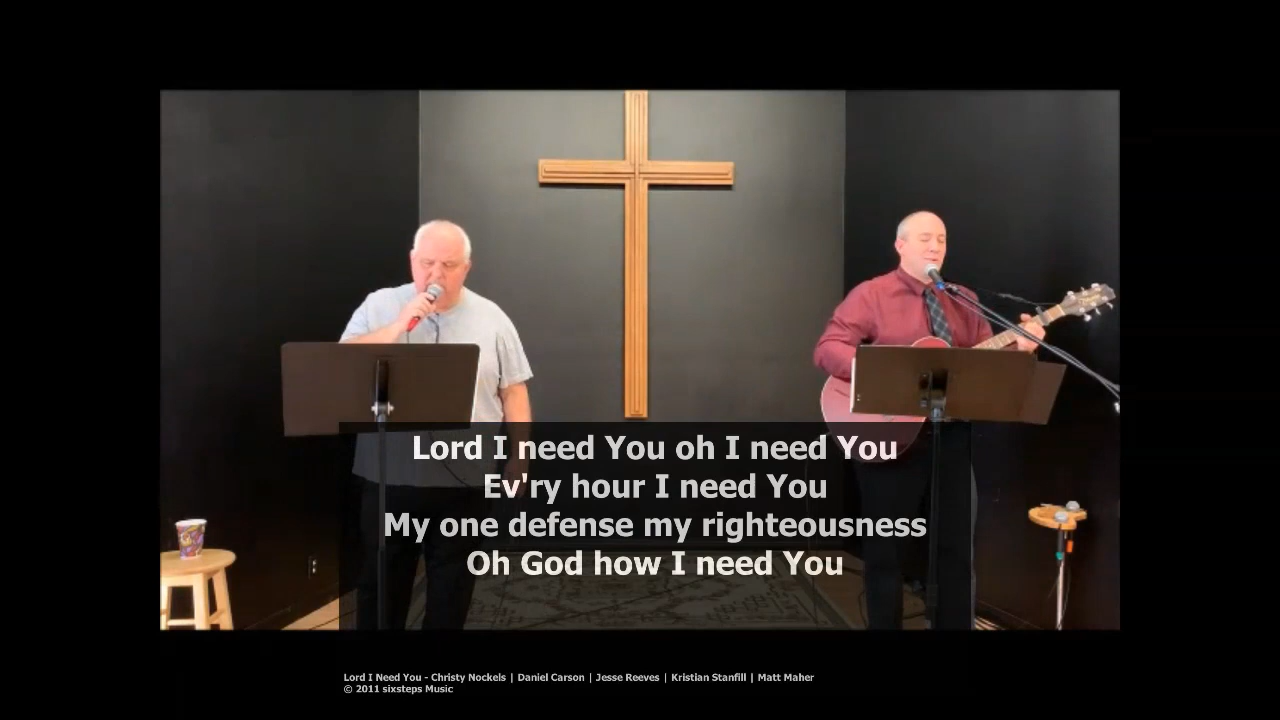 Lord I need You oh I need You
Ev'ry hour I need You
My one defense my righteousness
Oh God how I need You
Lord I Need You - Christy Nockels | Daniel Carson | Jesse Reeves | Kristian Stanfill | Matt Maher
© 2011 sixsteps Music